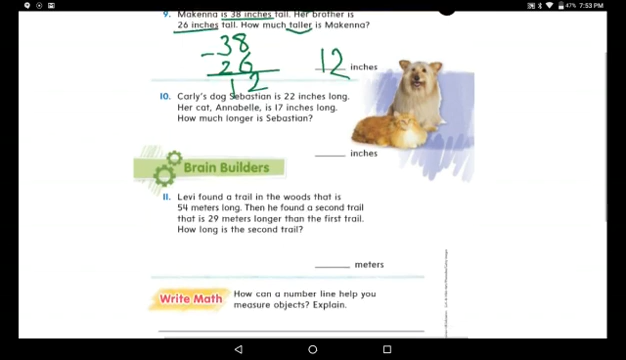 47% 7:53 PM
9. Makenna is 38 inches tall. Her brother is
26 inches tall. How much taller is Makenna?
38
- 26
12
12 inches
10. Carly's dog Sebastian is 22 inches long.
Her cat, Annabelle, is 17 inches long.
How much longer is Sebastian?
____ inches
Brain Builders
11. Levi found a trail in the woods that is
54 meters long. Then he found a second trail
that is 29 meters longer than the first trail.
How long is the second trail?
____ meters
Write Math How can a number line help you
measure objects? Explain.